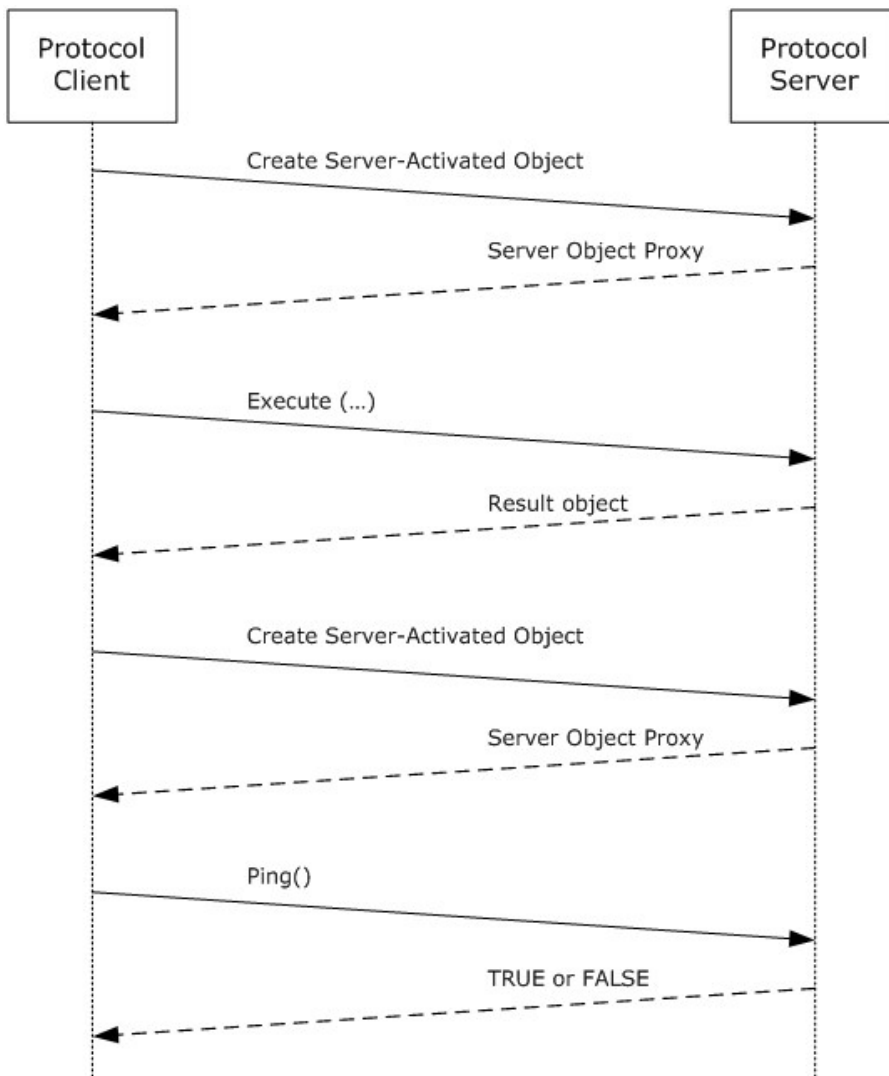 Protocol
Client
Protocol
Server
Create Server-Activated Object
Server Object Proxy
Execute (...)
Result object
Create Server-Activated Object
Server Object Proxy
Ping()
TRUE or FALSE